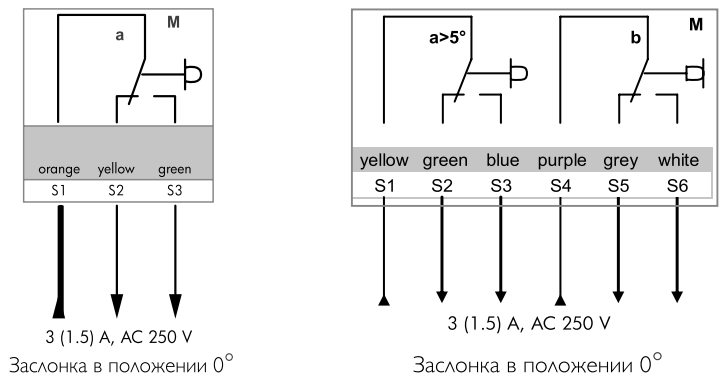 a M
orange yellow green
S1 S2 S3
3 (1.5) A, AC 250 V
Заслонка в положении 0°
a>5° b M
yellow green blue purple grey white
S1 S2 S3 S4 S5 S6
3 (1.5) A, AC 250 V
Заслонка в положении 0°